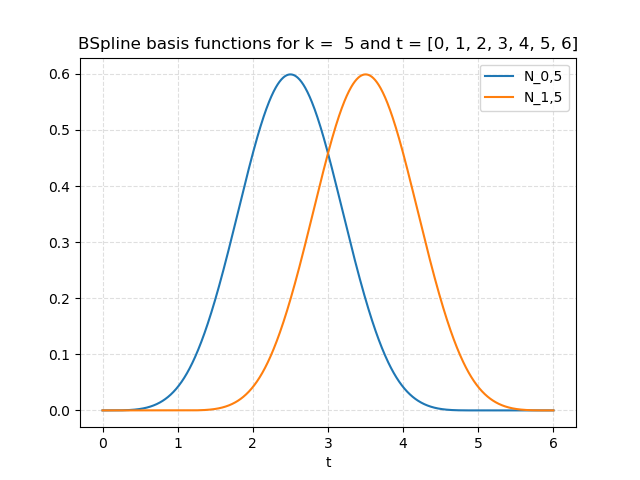 BSpline basis functions for k =  5 and t = [0, 1, 2, 3, 4, 5, 6]
N_0,5
N_1,5
0.6
0.5
0.4
0.3
0.2
0.1
0.0
0 1 2 3 4 5 6
t